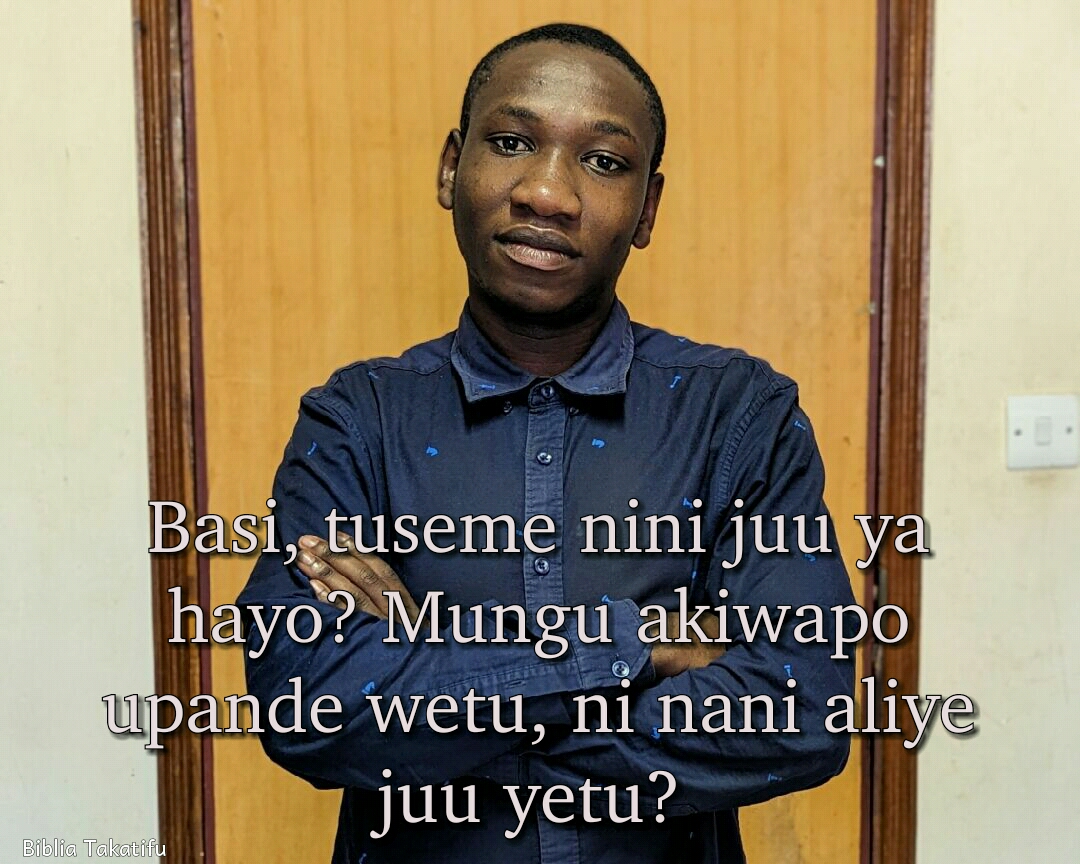 Basi, tuseme nini juu ya
hayo? Mungu akiwapo
upande wetu, ni nani aliye
juu yetu?
Biblia Takatifu